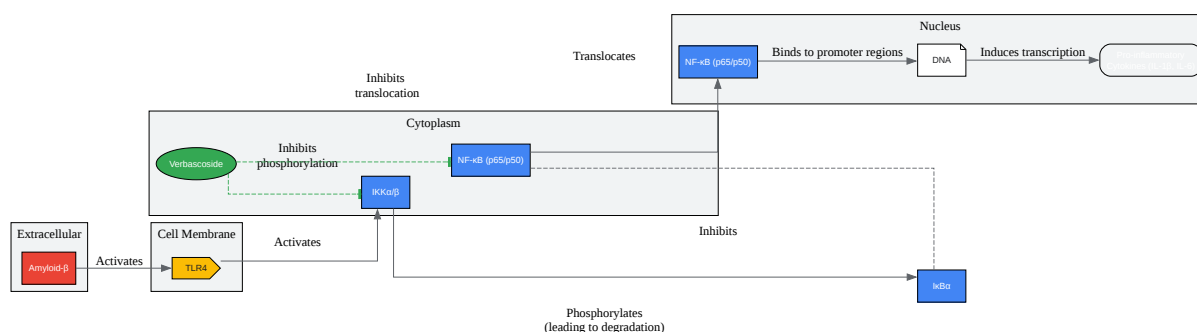 Nucleus
Translocates
NF-κB (p65/p50)
Binds to promoter regions
DNA
Induces transcription
Inhibits
translocation
Cytoplasm
Verbascoside
Inhibits
phosphorylation
NF-κB (p65/p50)
IKKα/β
Extracellular
Cell Membrane
Activates
Inhibits
Amyloid-β
Activates
TLR4
IκBα
Phosphorylates
(leading to degradation)